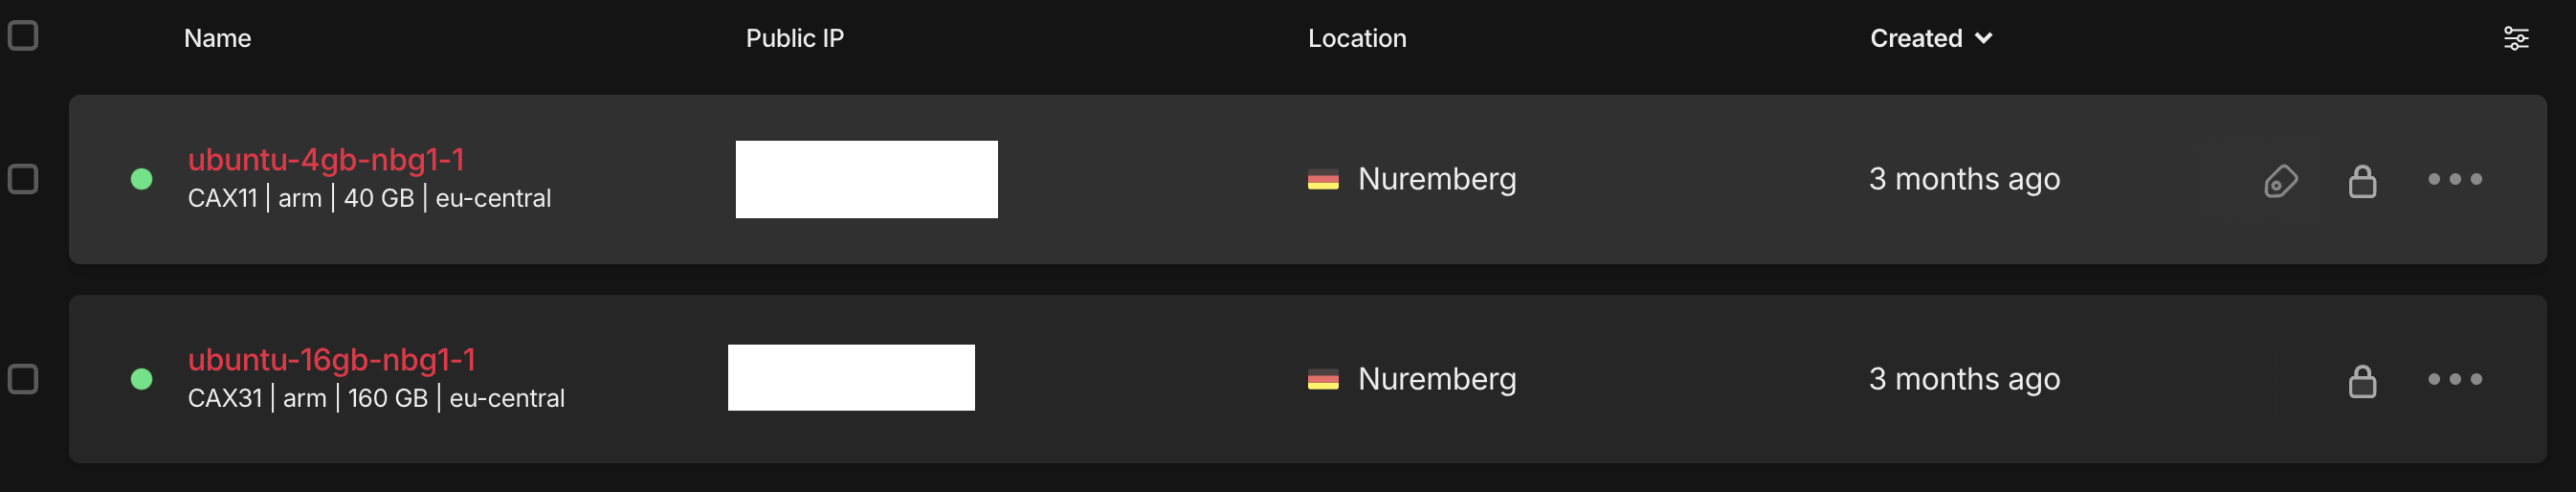 Name Public IP Location Created
ubuntu-4gb-nbg1-1
CAX11 | arm | 40 GB | eu-central
Nuremberg 3 months ago
ubuntu-16gb-nbg1-1
CAX31 | arm | 160 GB | eu-central
Nuremberg 3 months ago